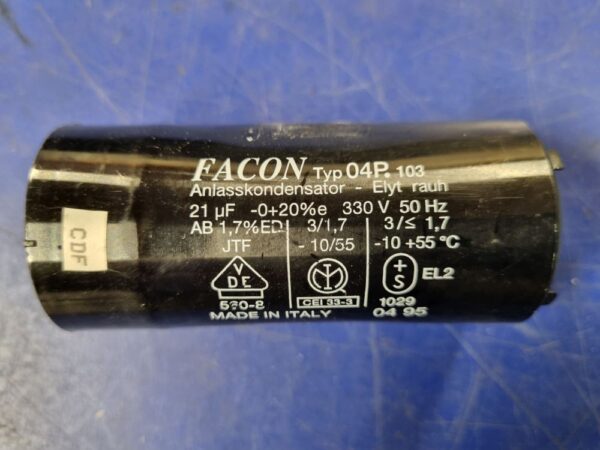 FACON Typ 04P. 103
Anlasskondensator - Elyt rauh
21 µF -0+20%e 330 V 50 Hz
AB 1,7%ED 3/1,7 3/≤ 1,7
JTF - 10/55 -10 +55 °C
CDF
VDE
+ S EL2
560-8 CEI 33-3 1029
MADE IN ITALY 04 95